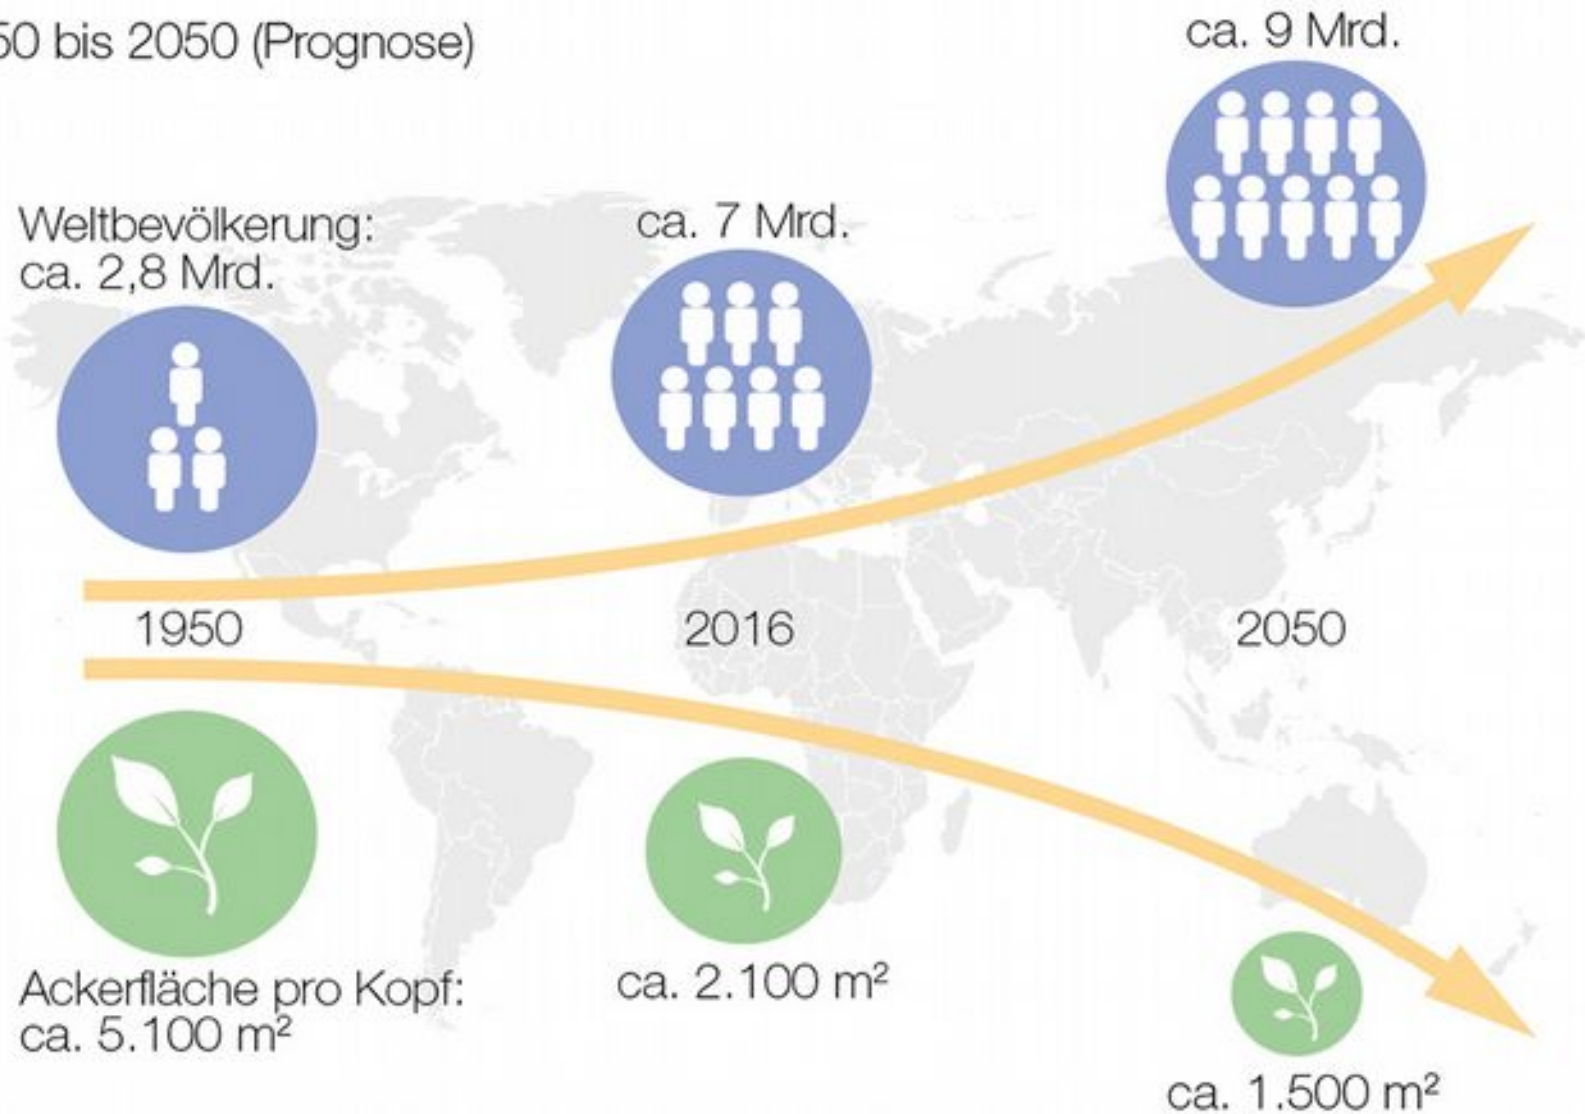 50 bis 2050 (Prognose)
ca. 9 Mrd.
Weltbevölkerung:
ca. 2,8 Mrd.
ca. 7 Mrd.
1950
2016
2050
Ackerfläche pro Kopf:
ca. 5.100 m²
ca. 2.100 m²
ca. 1.500 m²